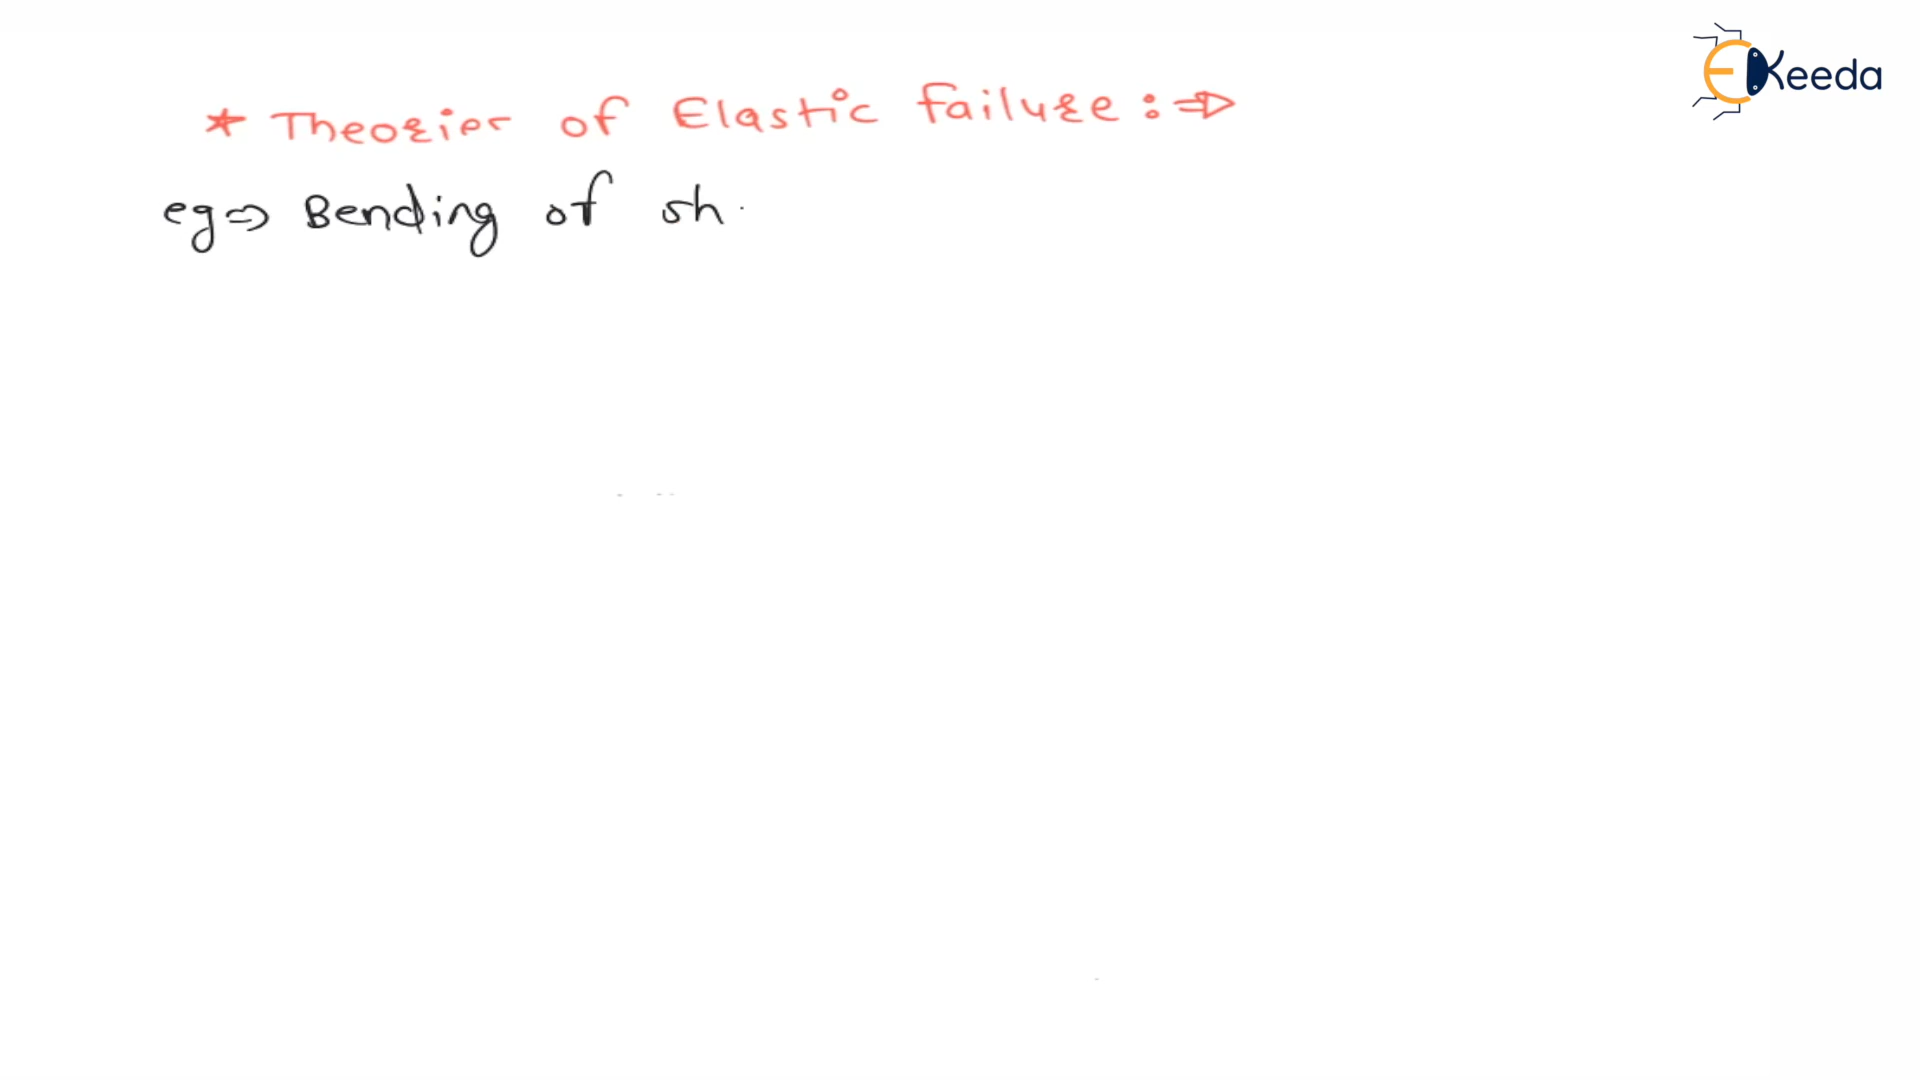 EKeeda
* Theories of Elastic Failure :⇒
eg ⇒ Bending of sh